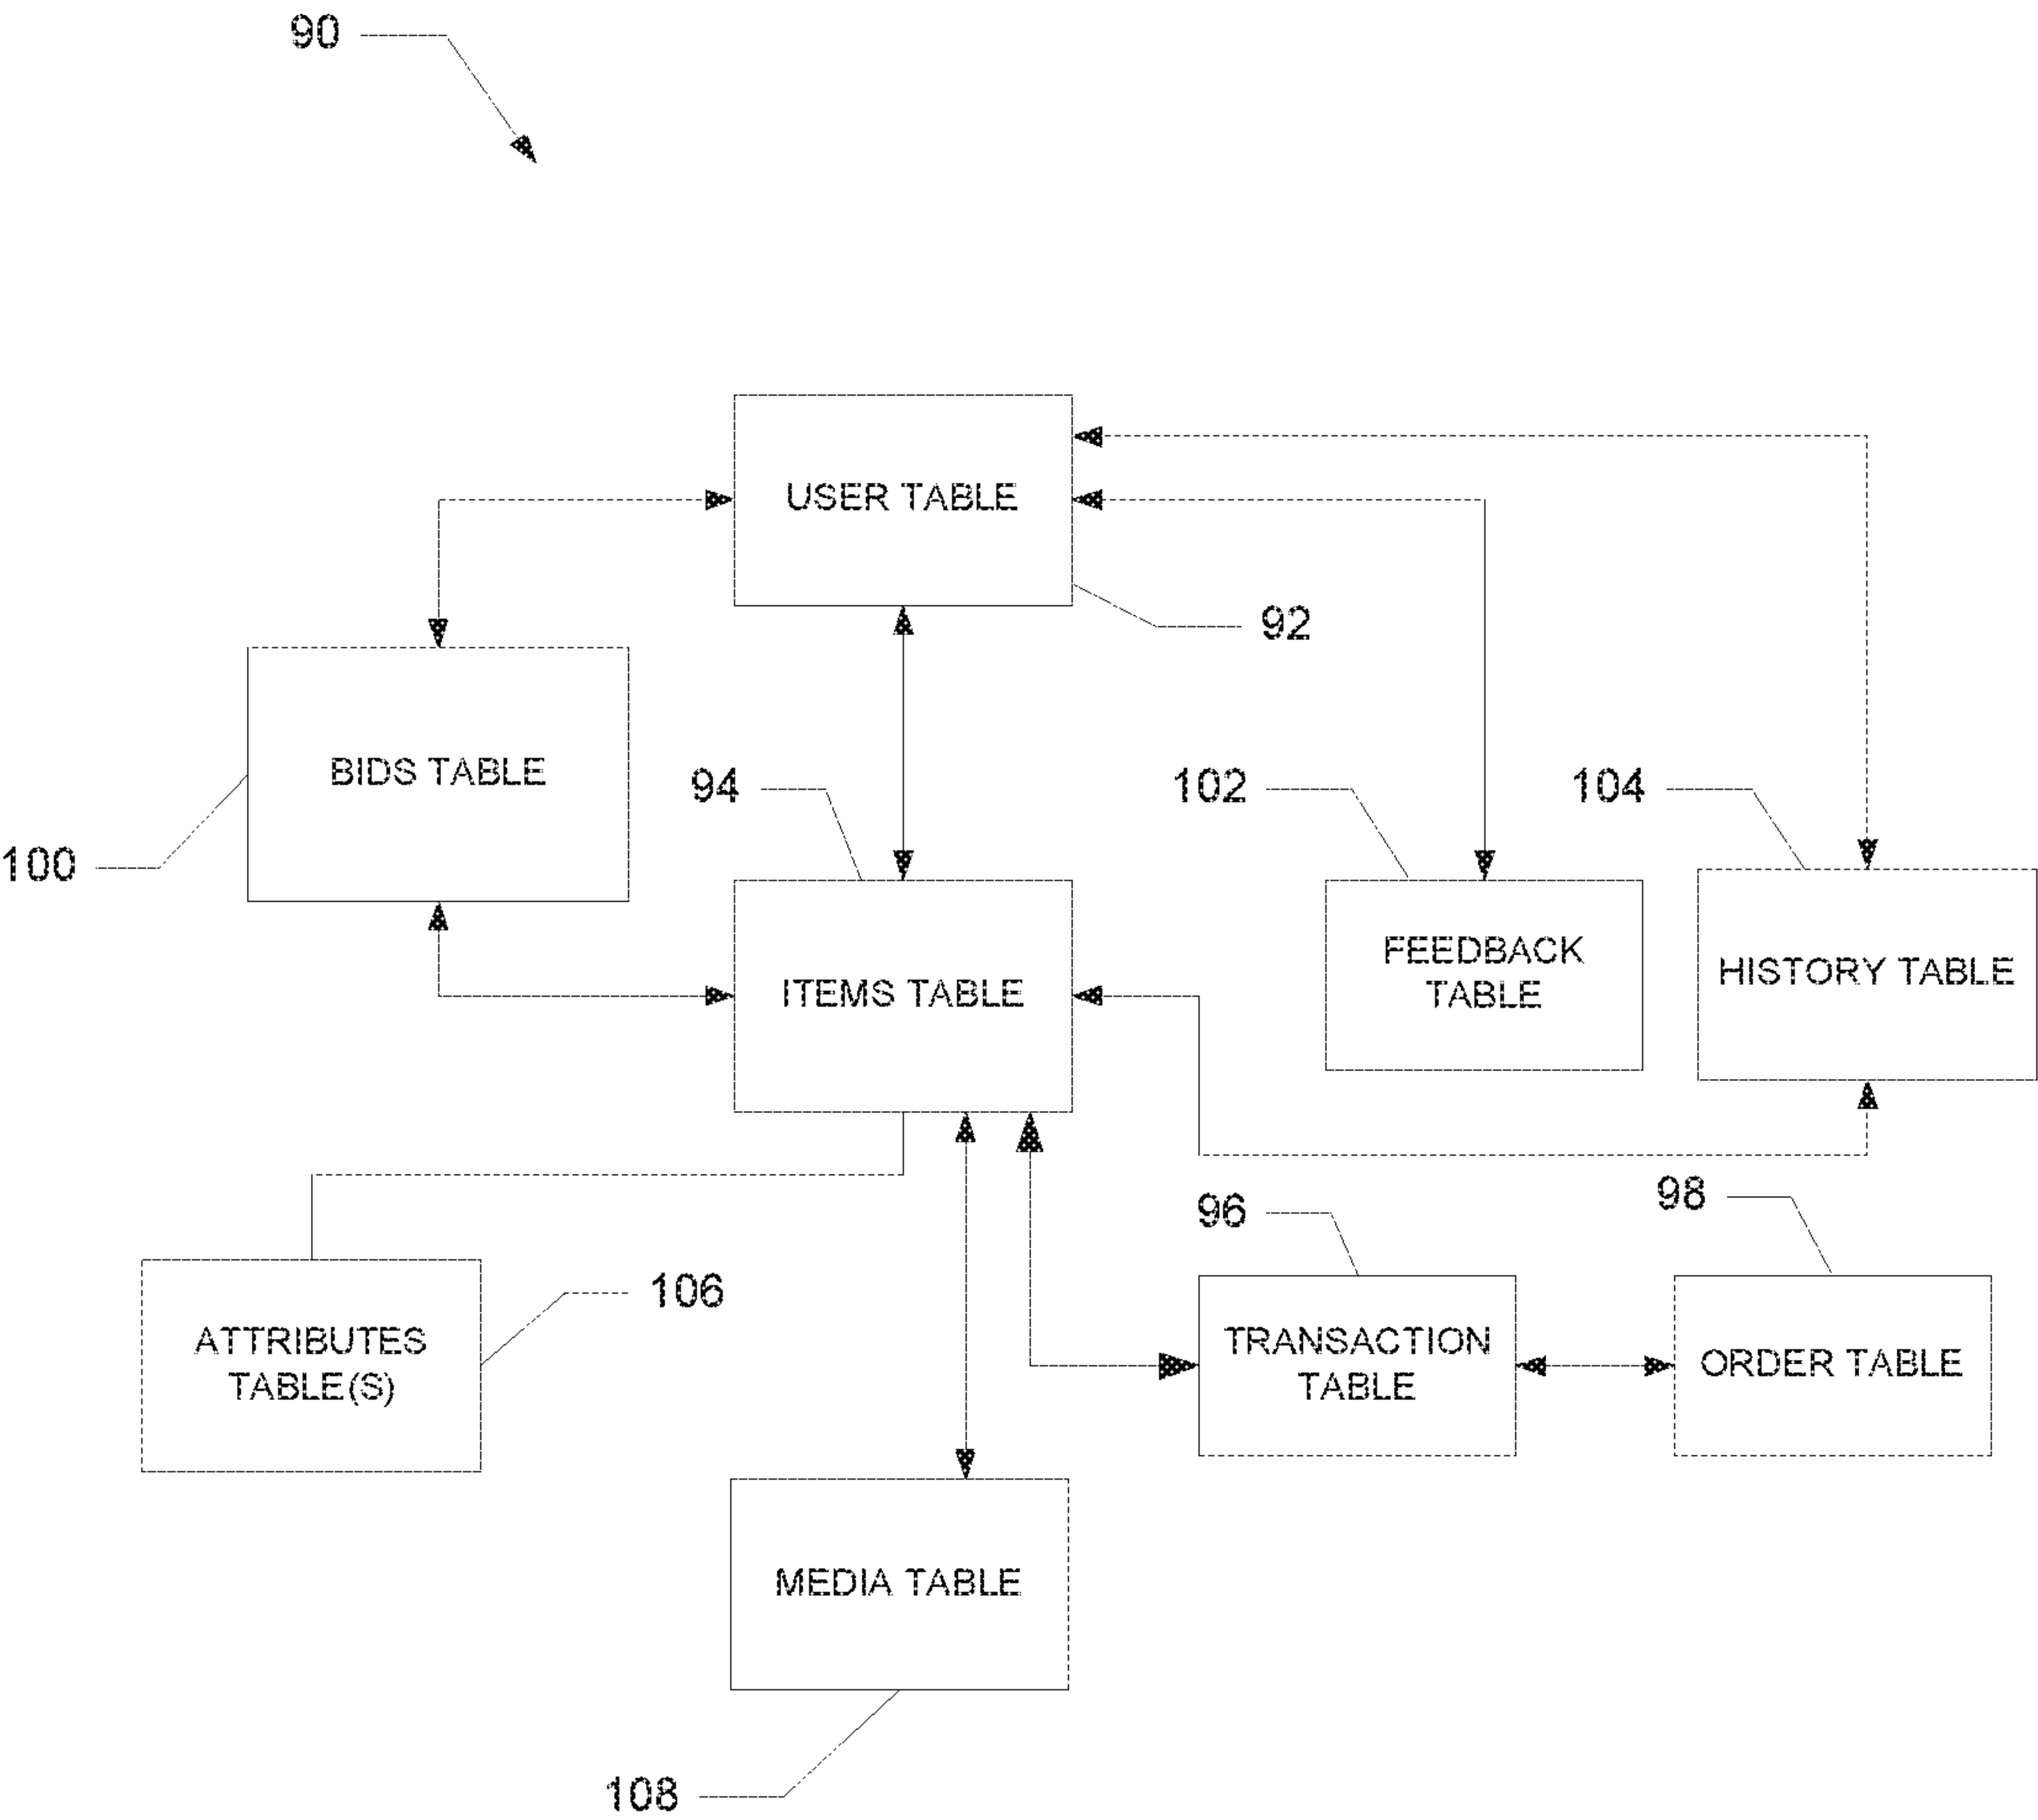 90
USER TABLE
92
BIDS TABLE
100
94
102
104
ITEMS TABLE
FEEDBACK
TABLE
HISTORY TABLE
106
ATTRIBUTES
TABLE(S)
96
98
TRANSACTION
TABLE
ORDER TABLE
MEDIA TABLE
108